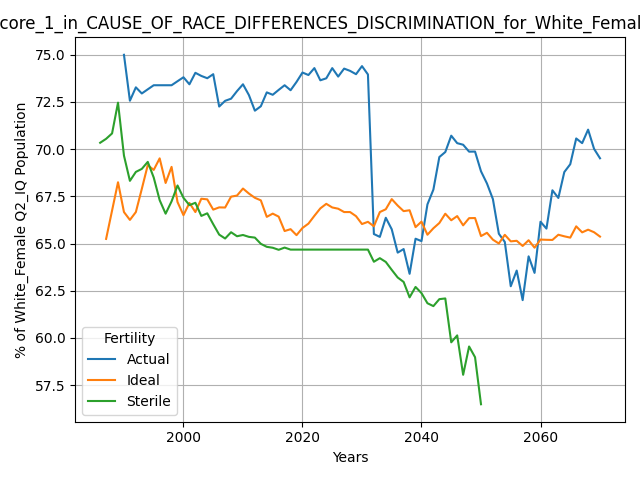 core_1_in_CAUSE_OF_RACE_DIFFERENCES_DISCRIMINATION_for_White_Femal
75.0
72.5
70.0
67.5
65.0
62.5
60.0
57.5
% of White_Female Q2_IQ Population
Fertility
Actual
Ideal
Sterile
2000
2020
2040
2060
Years